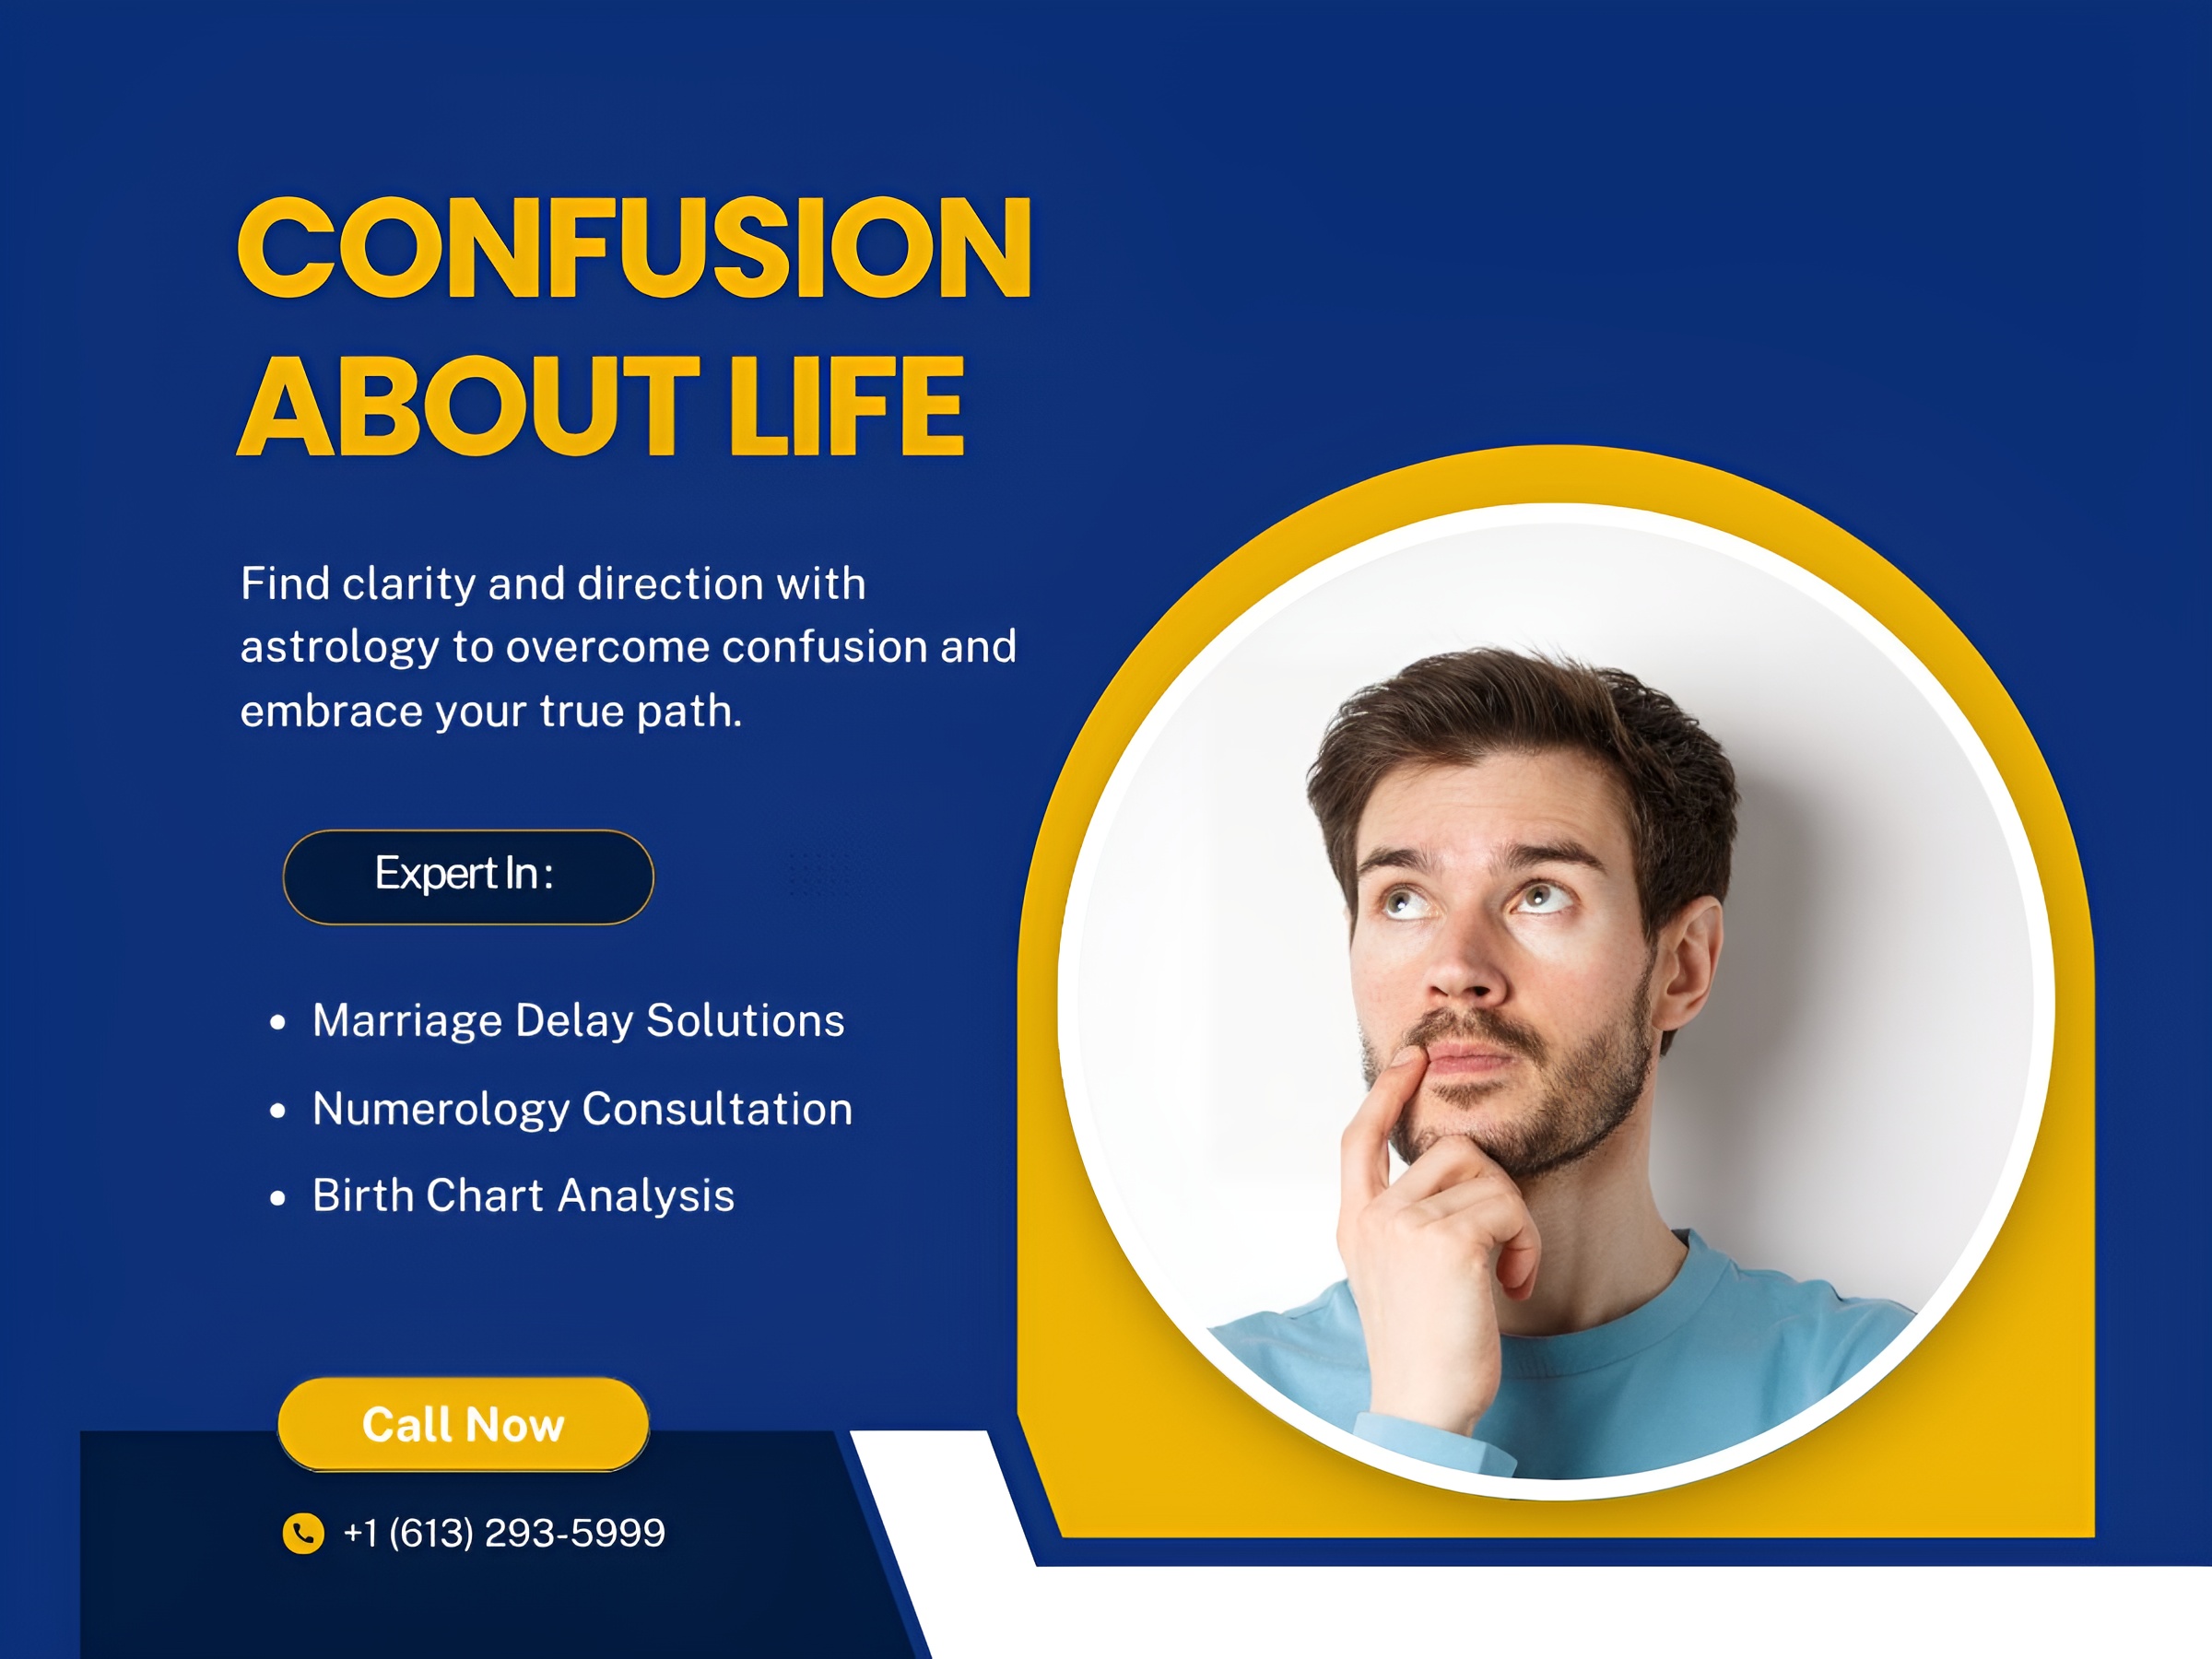 CONFUSION
ABOUT LIFE
Find clarity and direction with
astrology to overcome confusion and
embrace your true path.
Expert In :
• Marriage Delay Solutions
• Numerology Consultation
• Birth Chart Analysis
Call Now
+1 (613) 293-5999